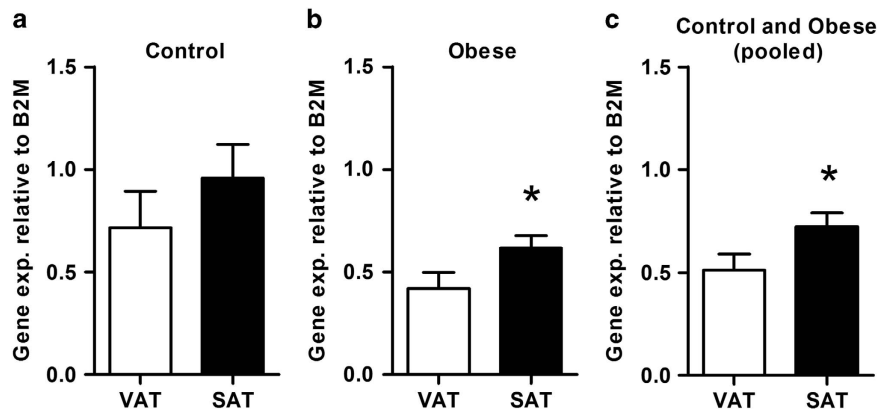 a
Control
Gene exp. relative to B2M
1.5
1.0
0.5
0.0
VAT SAT
b
Obese
Gene exp. relative to B2M
1.5
1.0
*
0.5
0.0
VAT SAT
c
Control and Obese
(pooled)
Gene exp. relative to B2M
1.5
1.0
*
0.5
0.0
VAT SAT